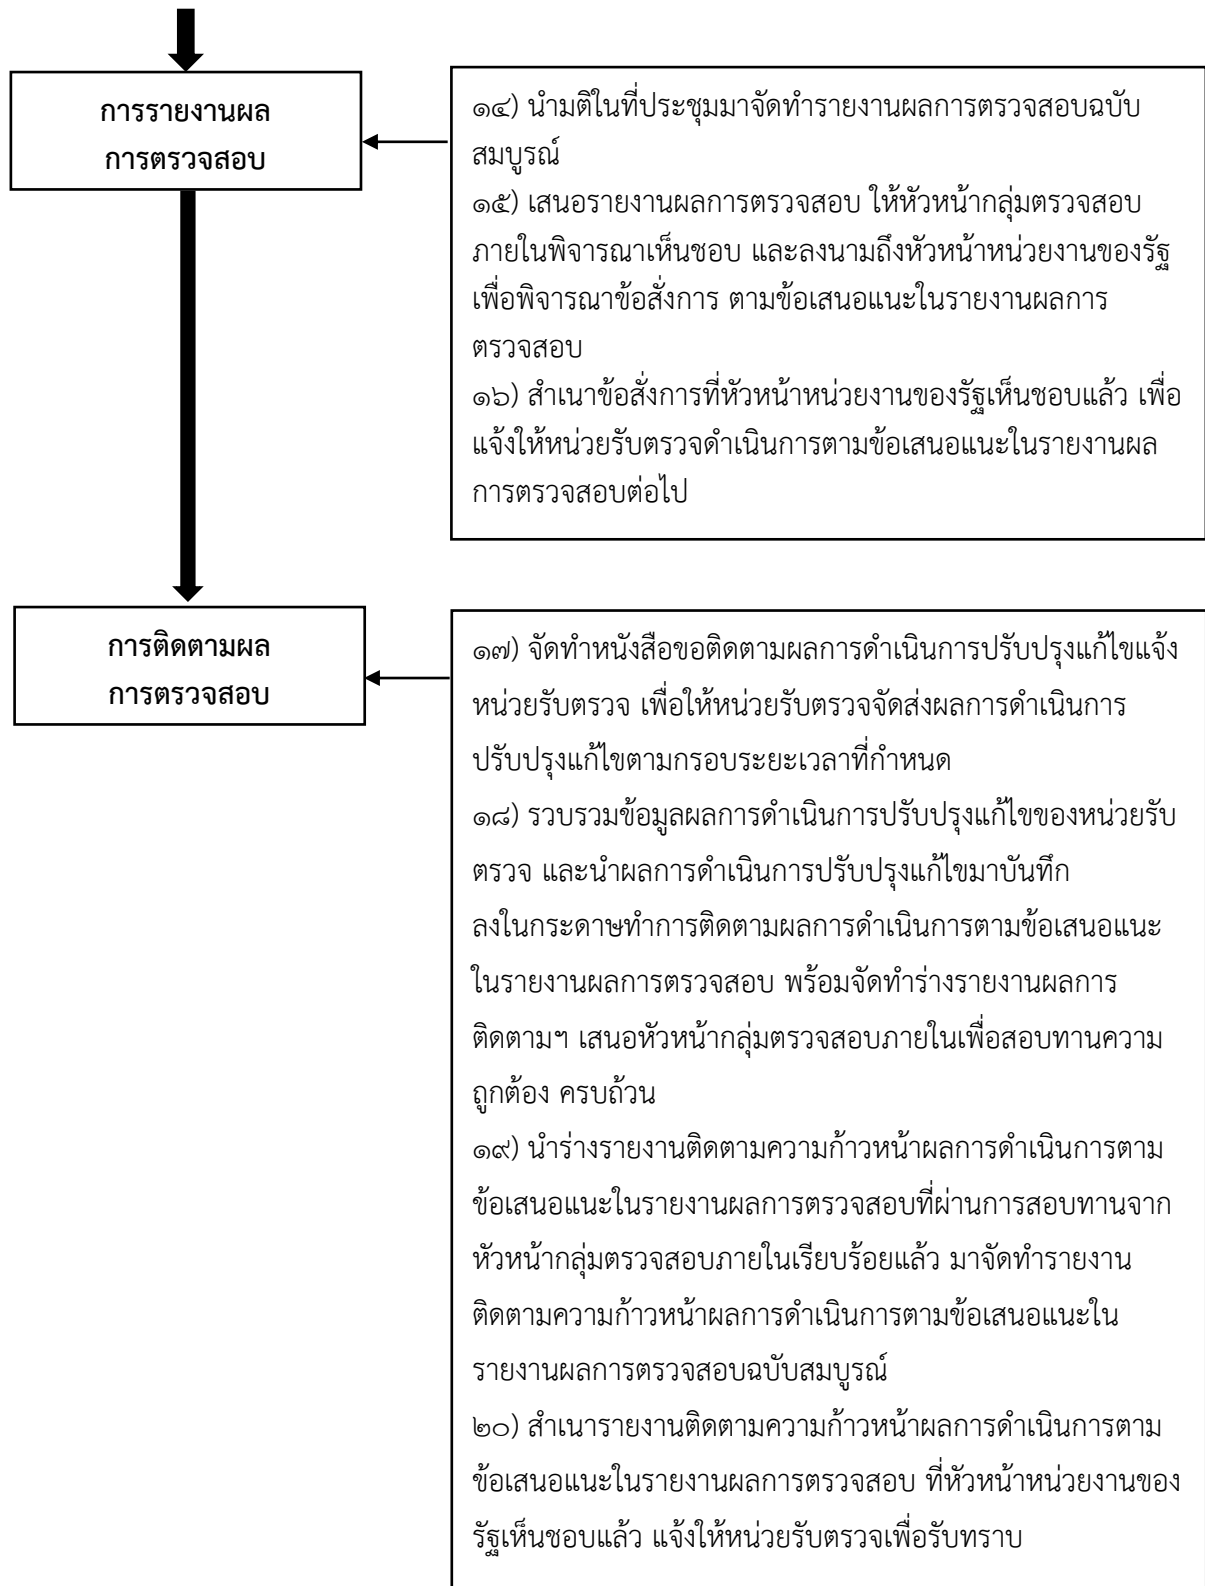 การรายงานผล
การตรวจสอบ
๑๔) นำมติในที่ประชุมมาจัดทำรายงานผลการตรวจสอบฉบับ
สมบูรณ์
๑๕) เสนอรายงานผลการตรวจสอบ ให้หัวหน้ากลุ่มตรวจสอบ
ภายในพิจารณาเห็นชอบ และลงนามถึงหัวหน้าหน่วยงานของรัฐ
เพื่อพิจารณาข้อสั่งการ ตามข้อเสนอแนะในรายงานผลการ
ตรวจสอบ
๑๖) สำเนาข้อสั่งการที่หัวหน้าหน่วยงานของรัฐเห็นชอบแล้ว เพื่อ
แจ้งให้หน่วยรับตรวจดำเนินการตามข้อเสนอแนะในรายงานผล
การตรวจสอบต่อไป
การติดตามผล
การตรวจสอบ
๑๗) จัดทำหนังสือขอติดตามผลการดำเนินการปรับปรุงแก้ไขแจ้ง
หน่วยรับตรวจ เพื่อให้หน่วยรับตรวจจัดส่งผลการดำเนินการ
ปรับปรุงแก้ไขตามกรอบระยะเวลาที่กำหนด
๑๘) รวบรวมข้อมูลผลการดำเนินการปรับปรุงแก้ไขของหน่วยรับ
ตรวจ และนำผลการดำเนินการปรับปรุงแก้ไขมาบันทึก
ลงในกระดาษทำการติดตามผลการดำเนินการตามข้อเสนอแนะ
ในรายงานผลการตรวจสอบ พร้อมจัดทำร่างรายงานผลการ
ติดตามฯ เสนอหัวหน้ากลุ่มตรวจสอบภายในเพื่อสอบทานความ
ถูกต้อง ครบถ้วน
๑๙) นำร่างรายงานติดตามความก้าวหน้าผลการดำเนินการตาม
ข้อเสนอแนะในรายงานผลการตรวจสอบที่ผ่านการสอบทานจาก
หัวหน้ากลุ่มตรวจสอบภายในเรียบร้อยแล้ว มาจัดทำรายงาน
ติดตามความก้าวหน้าผลการดำเนินการตามข้อเสนอแนะใน
รายงานผลการตรวจสอบฉบับสมบูรณ์
๒๐) สำเนารายงานติดตามความก้าวหน้าผลการดำเนินการตาม
ข้อเสนอแนะในรายงานผลการตรวจสอบ ที่หัวหน้าหน่วยงานของ
รัฐเห็นชอบแล้ว แจ้งให้หน่วยรับตรวจเพื่อรับทราบ